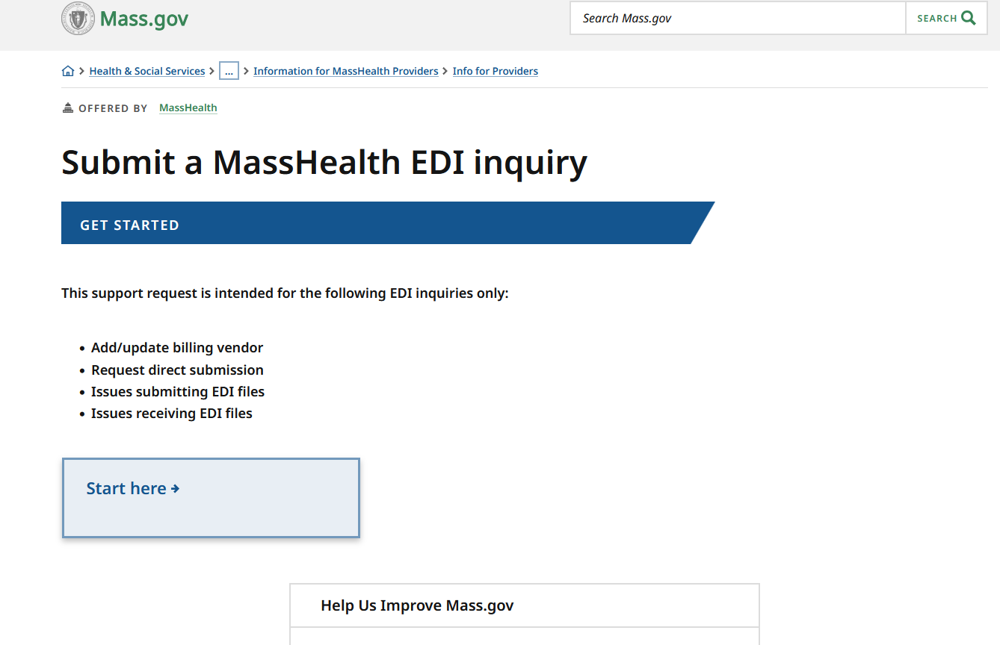 Mass.gov
Search Mass.gov
SEARCH
Health & Social Services > ... > Information for MassHealth Providers > Info for Providers
OFFERED BY MassHealth
Submit a MassHealth EDI inquiry
GET STARTED
This support request is intended for the following EDI inquiries only:
• Add/update billing vendor
• Request direct submission
• Issues submitting EDI files
• Issues receiving EDI files
Start here
Help Us Improve Mass.gov